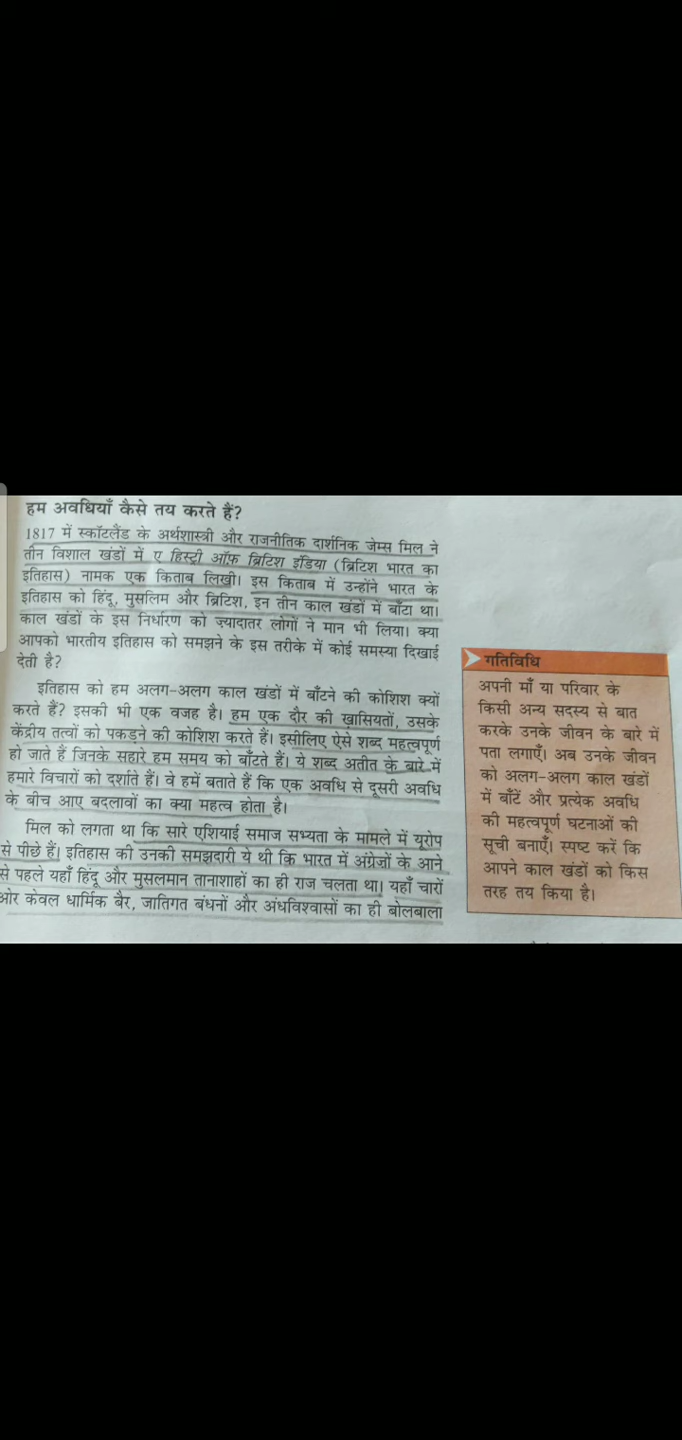 हम अवधियाँ कैसे तय करते हैं?
1817 में स्कॉटलैंड के अर्थशास्त्री और राजनीतिक दार्शनिक जेम्स मिल ने
तीन विशाल खंडों में ए हिस्ट्री ऑफ़ ब्रिटिश इंडिया (ब्रिटिश भारत का
इतिहास) नामक एक किताब लिखी। इस किताब में उन्होंने भारत के
इतिहास को हिंदू, मुसलिम और ब्रिटिश, इन तीन काल खंडों में बाँटा था।
काल खंडों के इस निर्धारण को ज़्यादातर लोगों ने मान भी लिया। क्या
आपको भारतीय इतिहास को समझने के इस तरीके में कोई समस्या दिखाई
देती है?
इतिहास को हम अलग-अलग काल खंडों में बाँटने की कोशिश क्यों
करते हैं? इसकी भी एक वजह है। हम एक दौर की ख़ासियतों, उसके
केंद्रीय तत्वों को पकड़ने की कोशिश करते हैं। इसीलिए ऐसे शब्द महत्वपूर्ण
हो जाते हैं जिनके सहारे हम समय को बाँटते हैं। ये शब्द अतीत के बारे में
हमारे विचारों को दर्शाते हैं। वे हमें बताते हैं कि एक अवधि से दूसरी अवधि
के बीच आए बदलावों का क्या महत्व होता है।
मिल को लगता था कि सारे एशियाई समाज सभ्यता के मामले में यूरोप
से पीछे हैं। इतिहास की उनकी समझदारी ये थी कि भारत में अंग्रेजों के आने
से पहले यहाँ हिंदू और मुसलमान तानाशाहों का ही राज चलता था। यहाँ चारों
ओर केवल धार्मिक बैर, जातिगत बंधनों और अंधविश्वासों का ही बोलबाला
गतिविधि
अपनी माँ या परिवार के
किसी अन्य सदस्य से बात
करके उनके जीवन के बारे में
पता लगाएँ। अब उनके जीवन
को अलग-अलग काल खंडों
में बाँटें और प्रत्येक अवधि
की महत्वपूर्ण घटनाओं की
सूची बनाएँ। स्पष्ट करें कि
आपने काल खंडों को किस
तरह तय किया है।